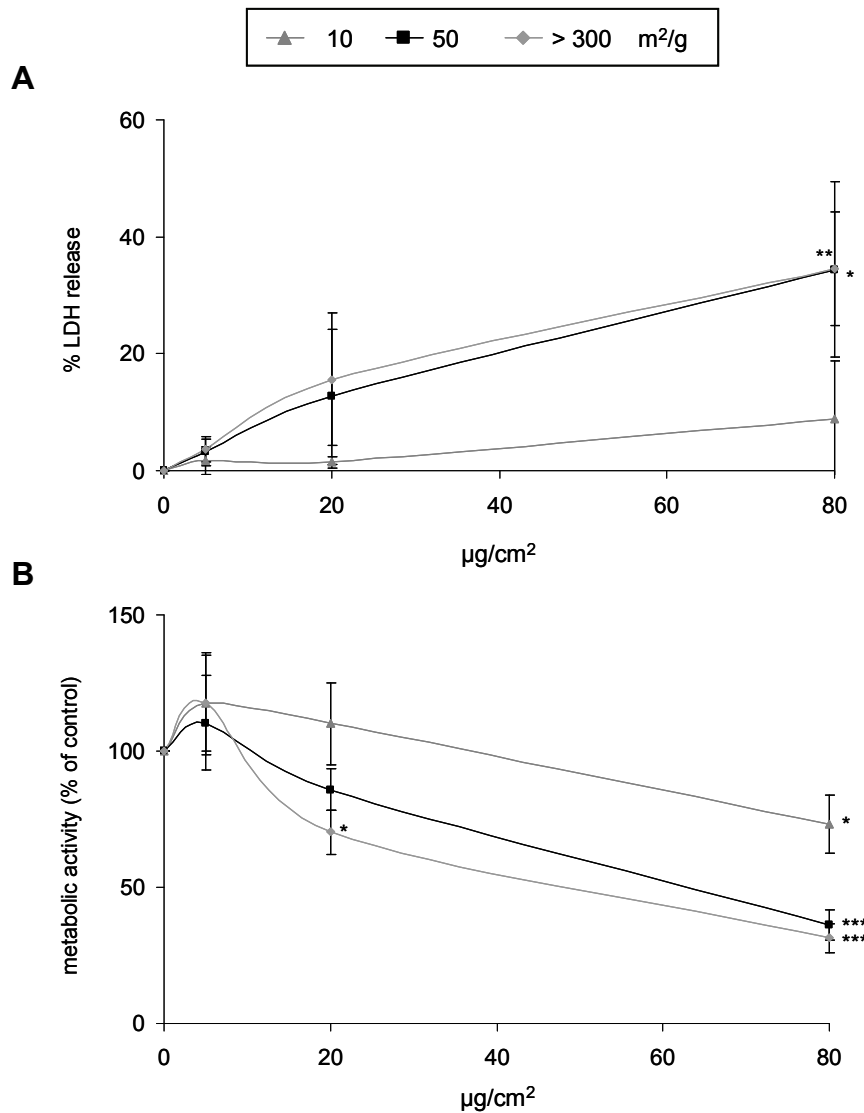 10 50 > 300 m²/g
A
60
40
20
0
% LDH release
**
*
0 20 40 60 80
µg/cm²
B
150
100
50
0
metabolic activity (% of control)
*
*
***
***
0 20 40 60 80
µg/cm²